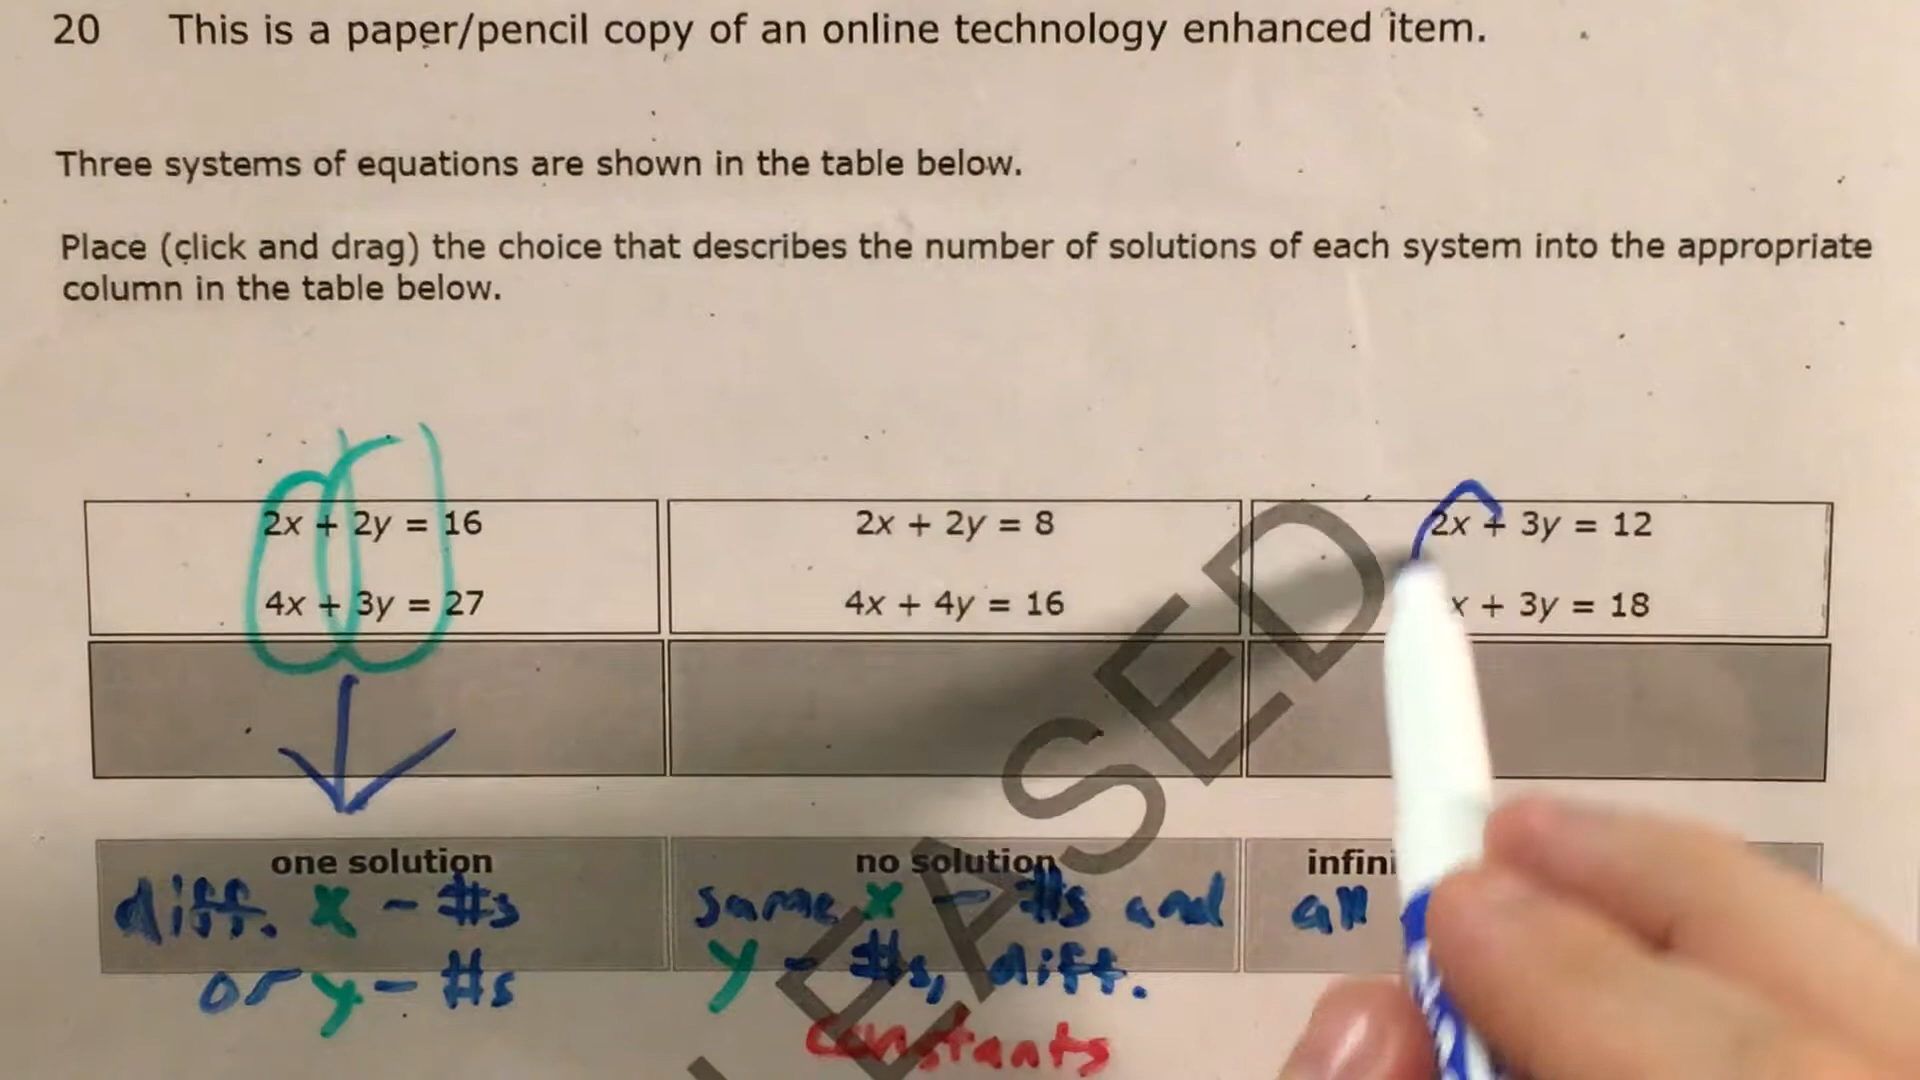 20 This is a paper/pencil copy of an online technology enhanced item.
Three systems of equations are shown in the table below.
Place (click and drag) the choice that describes the number of solutions of each system into the appropriate
column in the table below.
2x + 2y = 16
4x + 3y = 27
2x + 2y = 8
4x + 4y = 16
2x + 3y = 12
x + 3y = 18
one solution
diff. x - #s
or y - #s
no solution
same x - #s and
y - #s, diff.
constants
infini
all
EASED